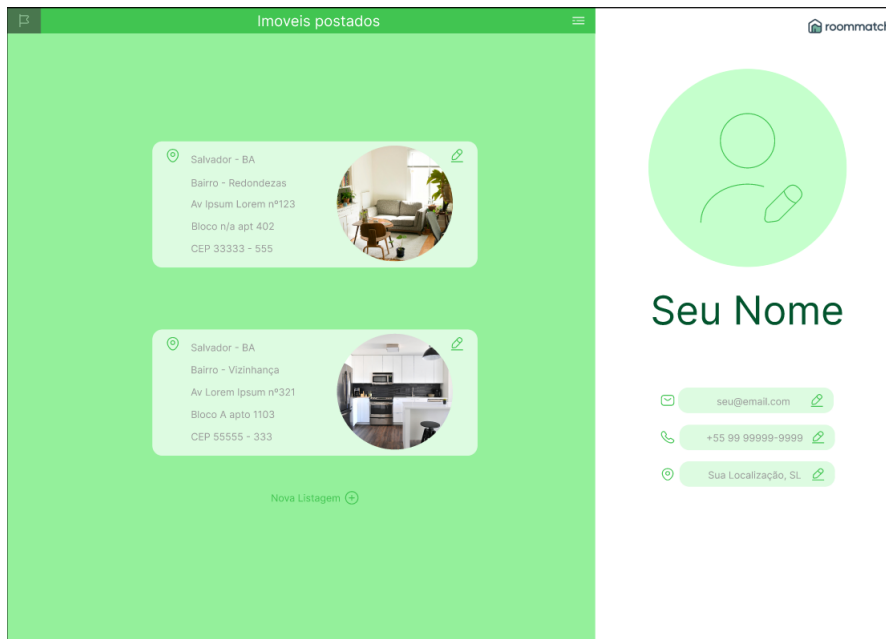 Imoveis postados
roommatch
Salvador - BA
Bairro - Redondezas
Av Ipsum Lorem nº123
Bloco n/a apt 402
CEP 33333 - 555
Salvador - BA
Bairro - Vizinhança
Av Lorem Ipsum nº321
Bloco A apto 1103
CEP 55555 - 333
Nova Listagem
Seu Nome
seu@email.com
+55 99 99999-9999
Sua Localização, SL